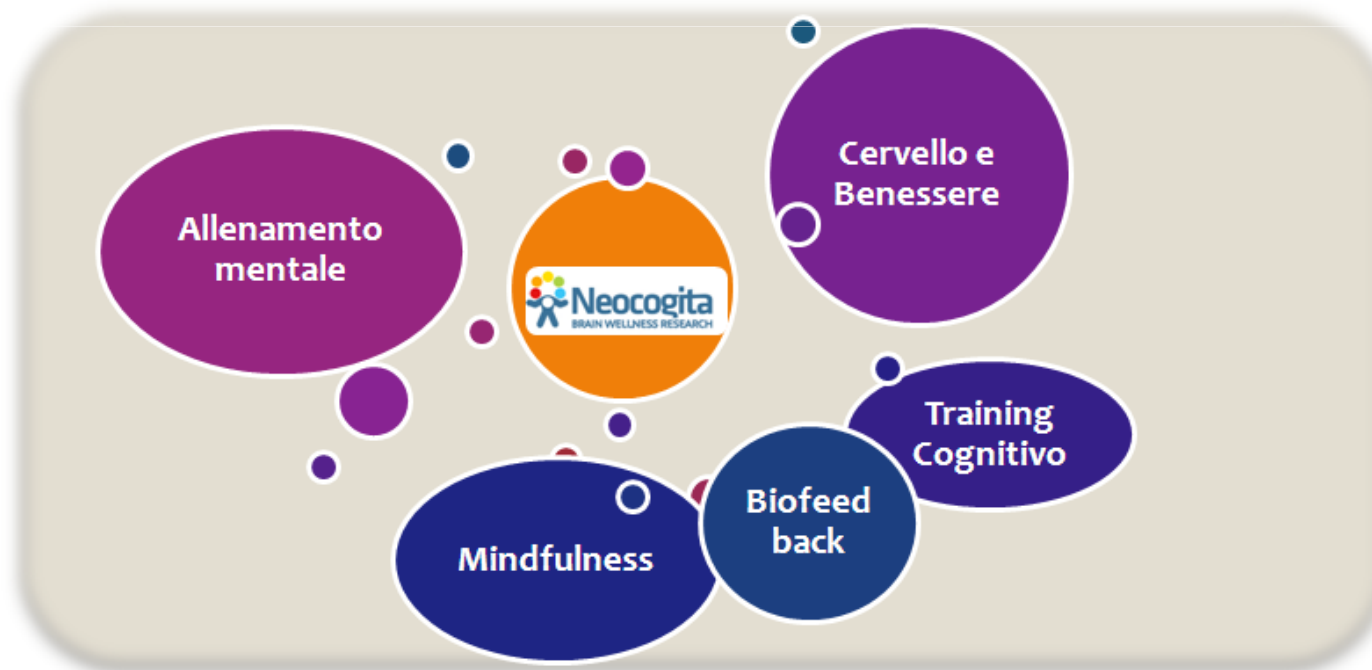 Cervello e
Benessere
Allenamento
mentale
Neocogita
BRAIN WELLNESS RESEARCH
Training
Cognitivo
Biofeed
back
Mindfulness